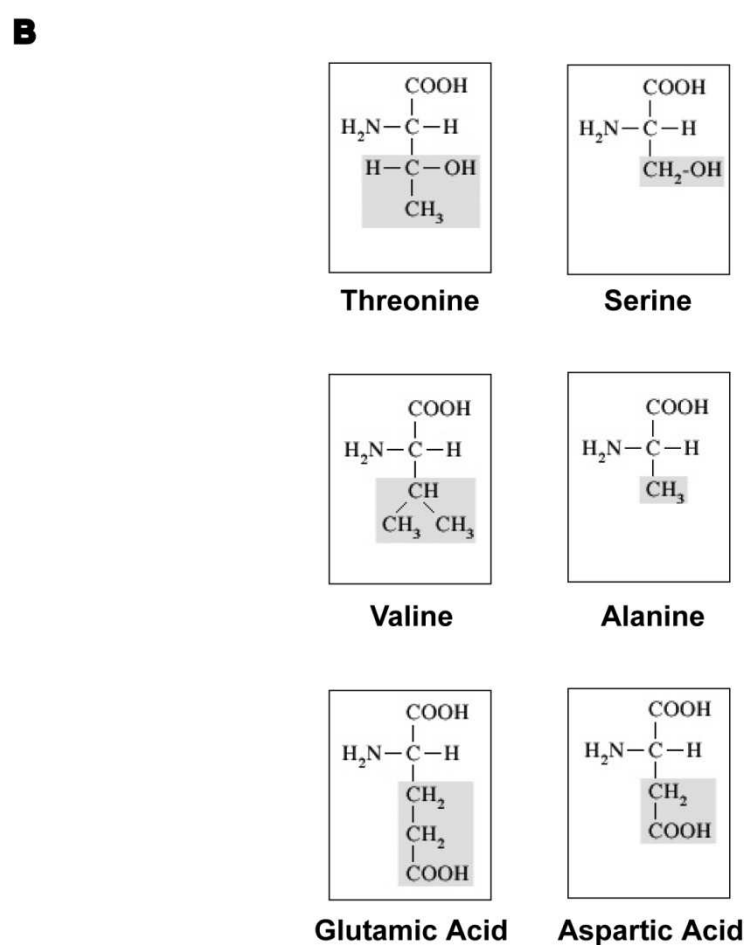 B
COOH
H₂N—C—H
H—C—OH
CH₃
Threonine
COOH
H₂N—C—H
CH₂-OH
Serine
COOH
H₂N—C—H
CH
CH₃ CH₃
Valine
COOH
H₂N—C—H
CH₃
Alanine
COOH
H₂N—C—H
CH₂
CH₂
COOH
Glutamic Acid
COOH
H₂N—C—H
CH₂
COOH
Aspartic Acid